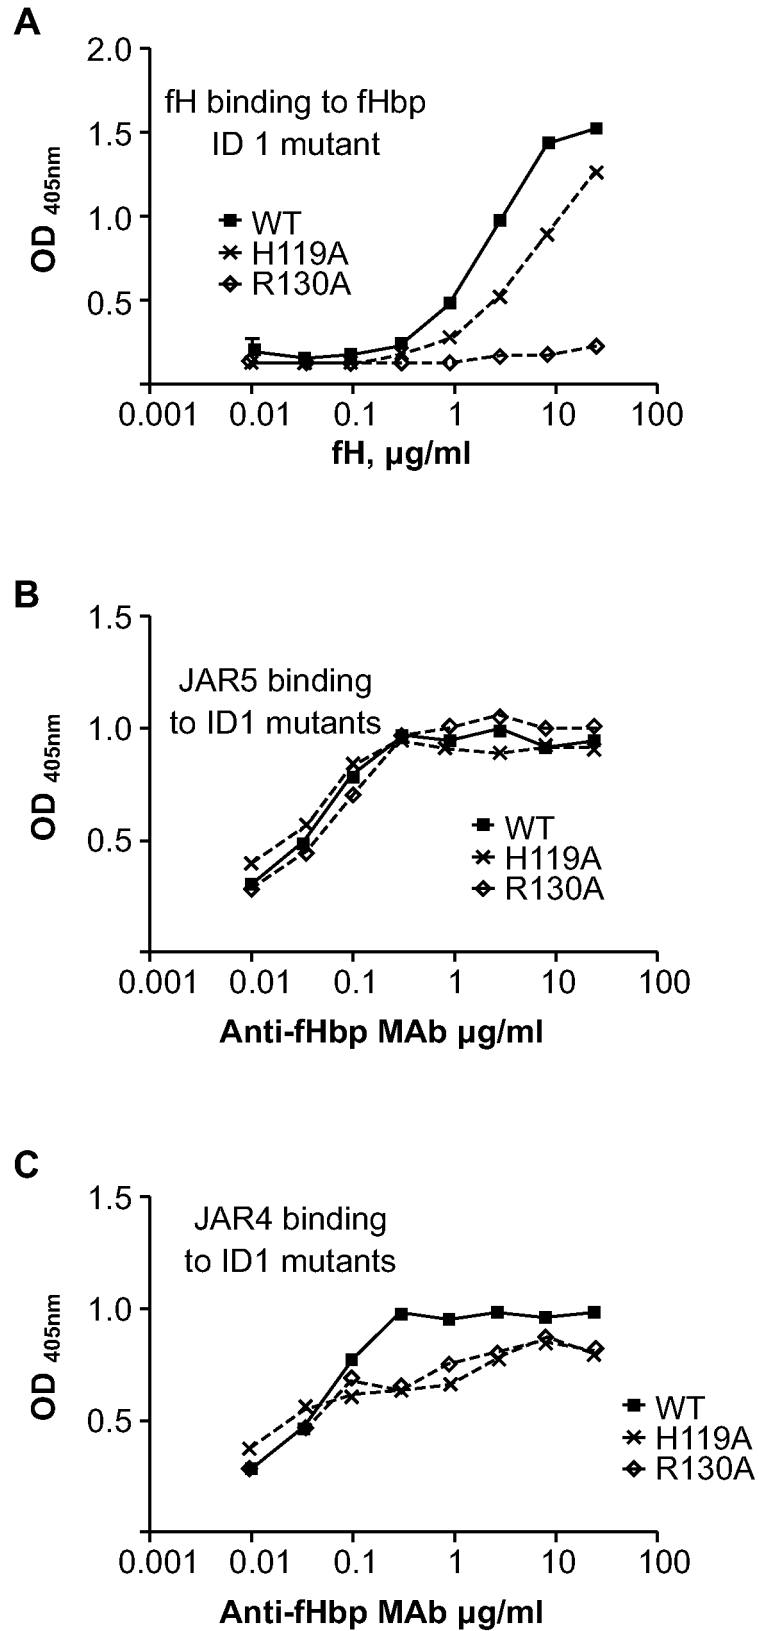 A
2.0
fH binding to fHbp
ID 1 mutant
1.5
1.0
0.5
OD 405nm
WT
H119A
R130A
0.001 0.01 0.1 1 10 100
fH, µg/ml
B
1.5
JAR5 binding
to ID1 mutants
1.0
0.5
OD 405nm
WT
H119A
R130A
0.001 0.01 0.1 1 10 100
Anti-fHbp MAb µg/ml
C
1.5
JAR4 binding
to ID1 mutants
1.0
0.5
OD 405nm
WT
H119A
R130A
0.001 0.01 0.1 1 10 100
Anti-fHbp MAb µg/ml